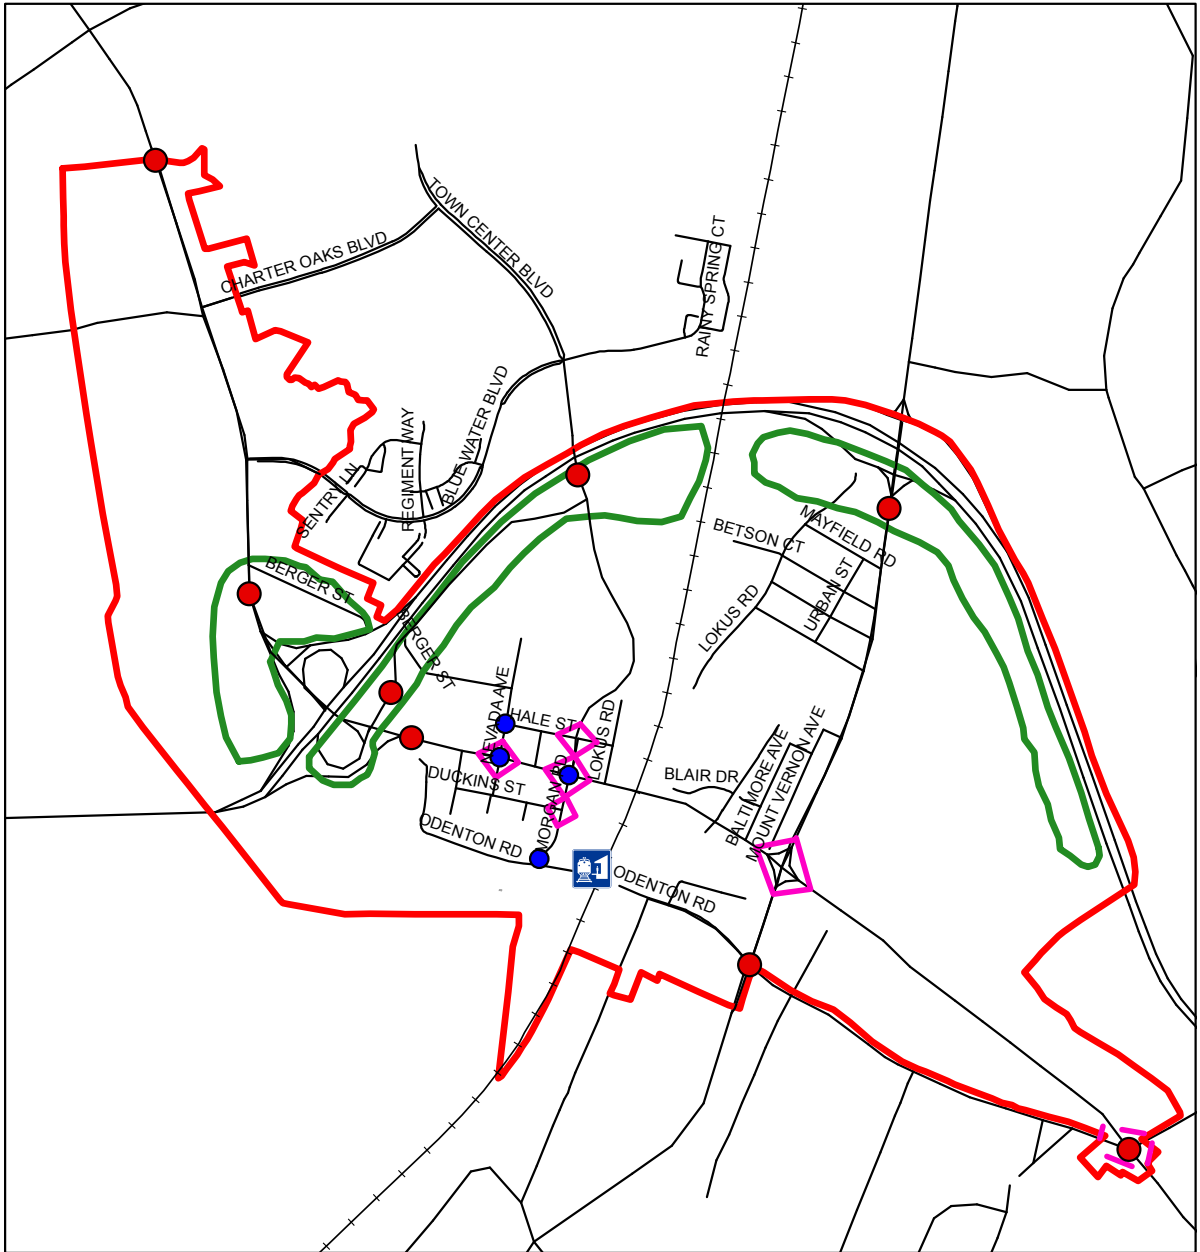 TOWN CENTER BLVD
CHARTER OAKS BLVD
RAINY SPRING CT
BLUE WATER BLVD
REGIMENT WAY
SENTRY LN
MAYFIELD RD
BETSON CT
URBAN ST
LOKUS RD
BERGER ST
BERGER ST
NEVADA AVE
HALE ST
LOKUS RD
BALTIMORE AVE
MOUNT VERNON AVE
BLAIR DR
DUCKINS ST
MORGAN RD
ODENTON RD
ODENTON RD